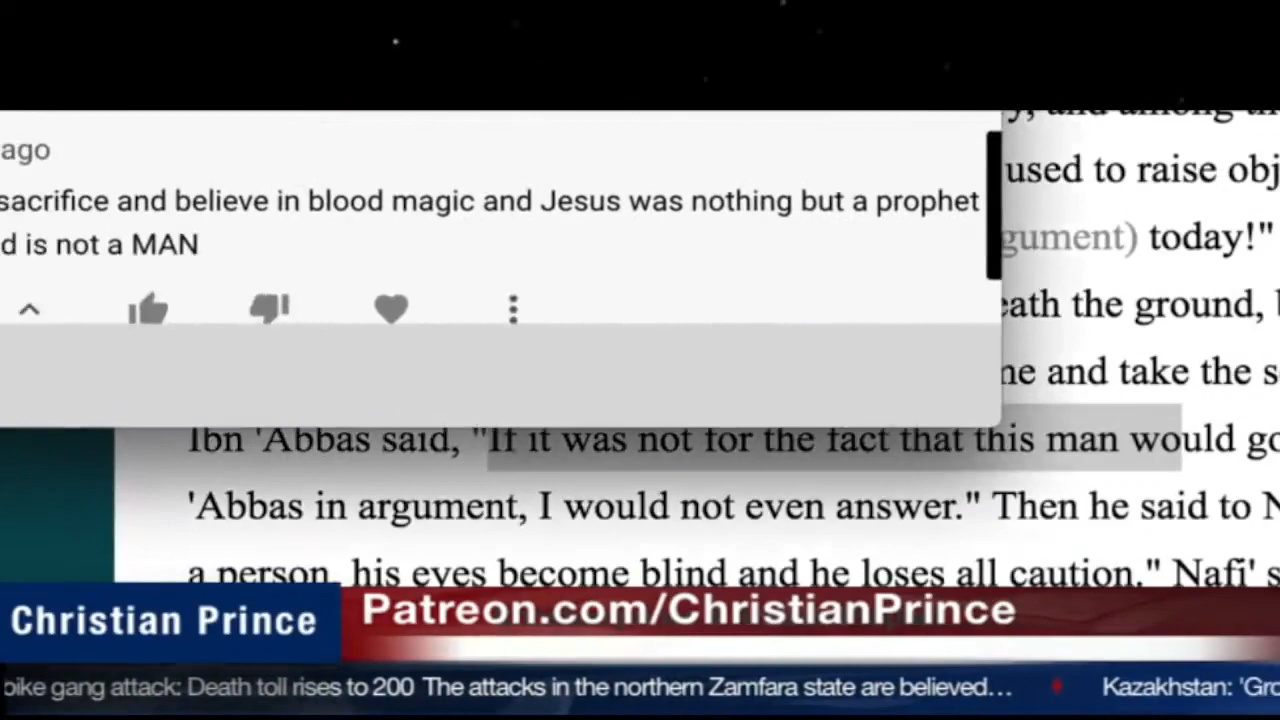 ago
sacrifice and believe in blood magic and Jesus was nothing but a prophet
d is not a MAN
used to raise obj
gument) today!"
eath the ground, b
me and take the s
Ibn 'Abbas said, "If it was not for the fact that this man would go
'Abbas in argument, I would not even answer." Then he said to N
a person, his eyes become blind and he loses all caution." Nafi' s
Christian Prince
Patreon.com/ChristianPrince
bike gang attack: Death toll rises to 200 The attacks in the northern Zamfara state are believed... Kazakhstan: 'Gro